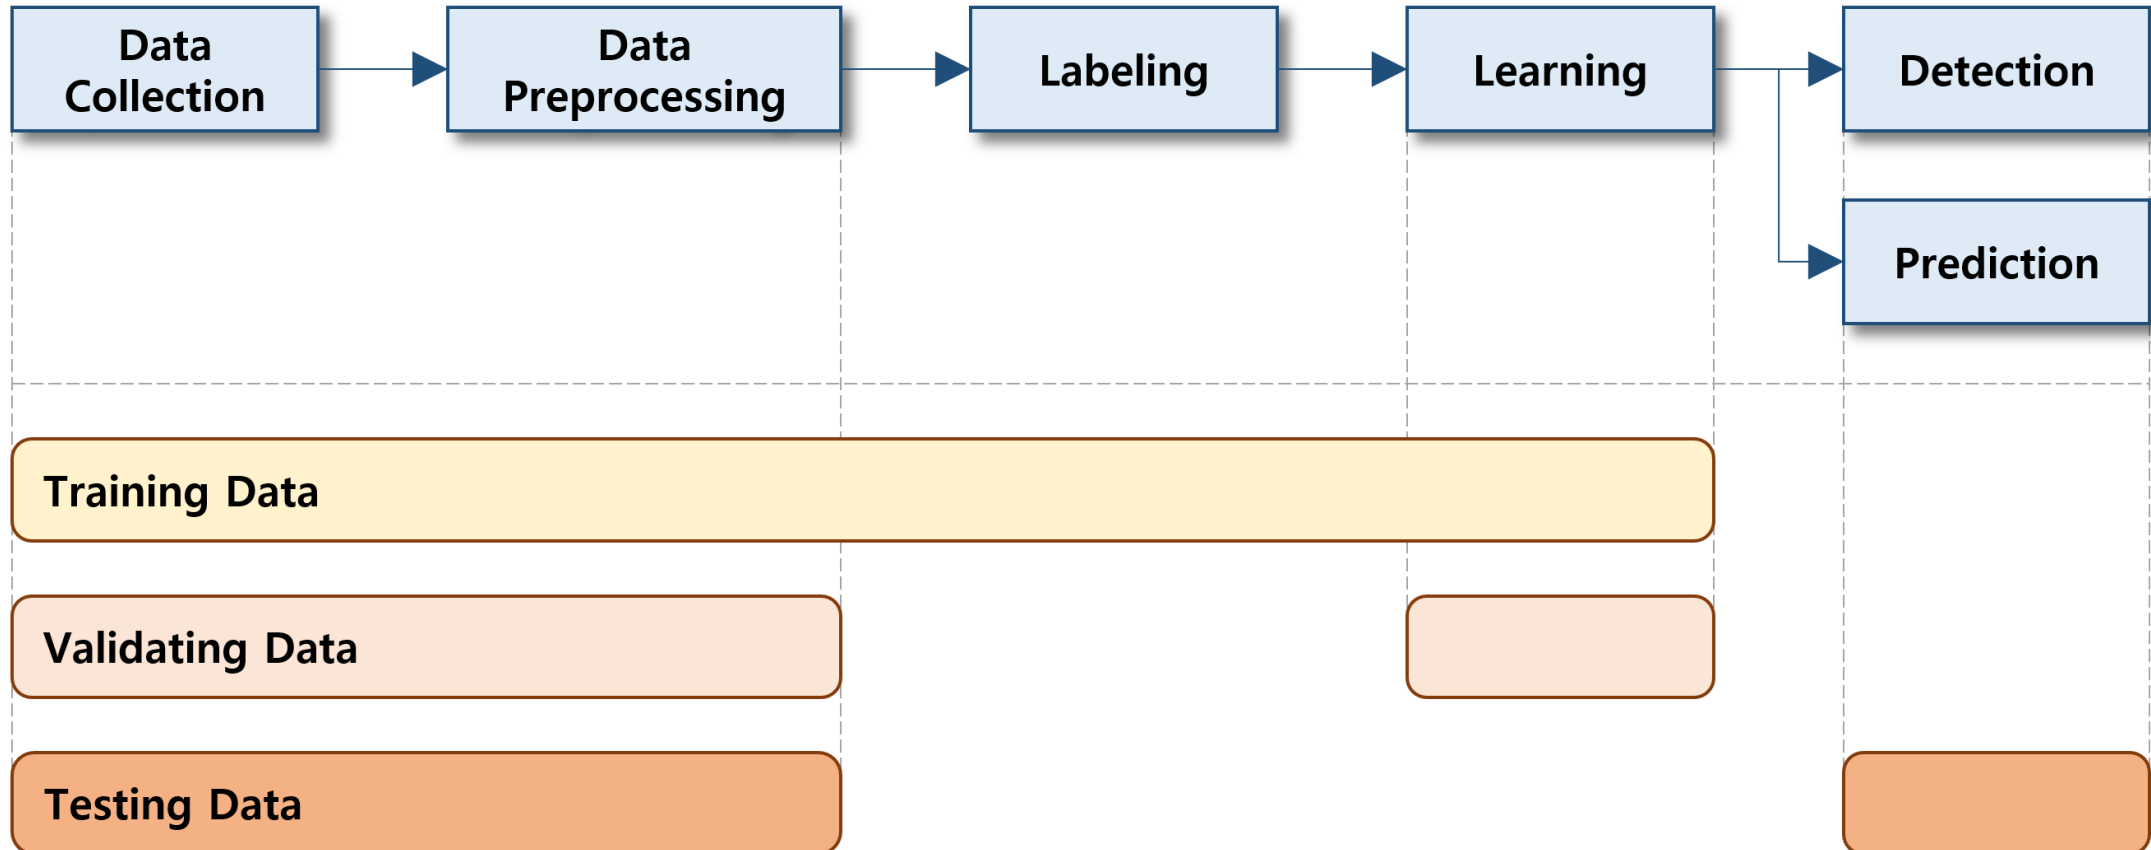 Data
Collection
Data
Preprocessing
Labeling
Learning
Detection
Prediction
Training Data
Validating Data
Testing Data